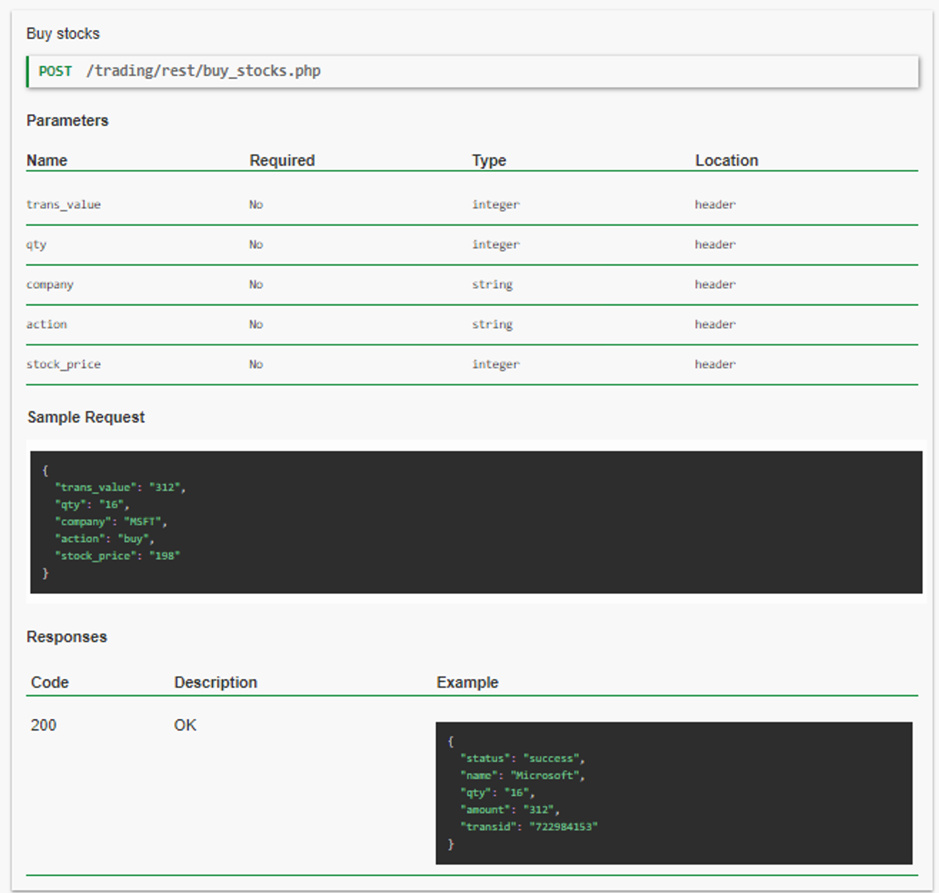 Buy stocks
POST /trading/rest/buy_stocks.php
Parameters
Name Required Type Location
trans_value No integer header
qty No integer header
company No string header
action No string header
stock_price No integer header
Sample Request
{
"trans_value": "312",
"qty": "16",
"company": "MSFT",
"action": "buy",
"stock_price": "198"
}
Responses
Code Description Example
200 OK
{
"status": "success",
"name": "Microsoft",
"qty": "16",
"amount": "312",
"transid": "722984153"
}